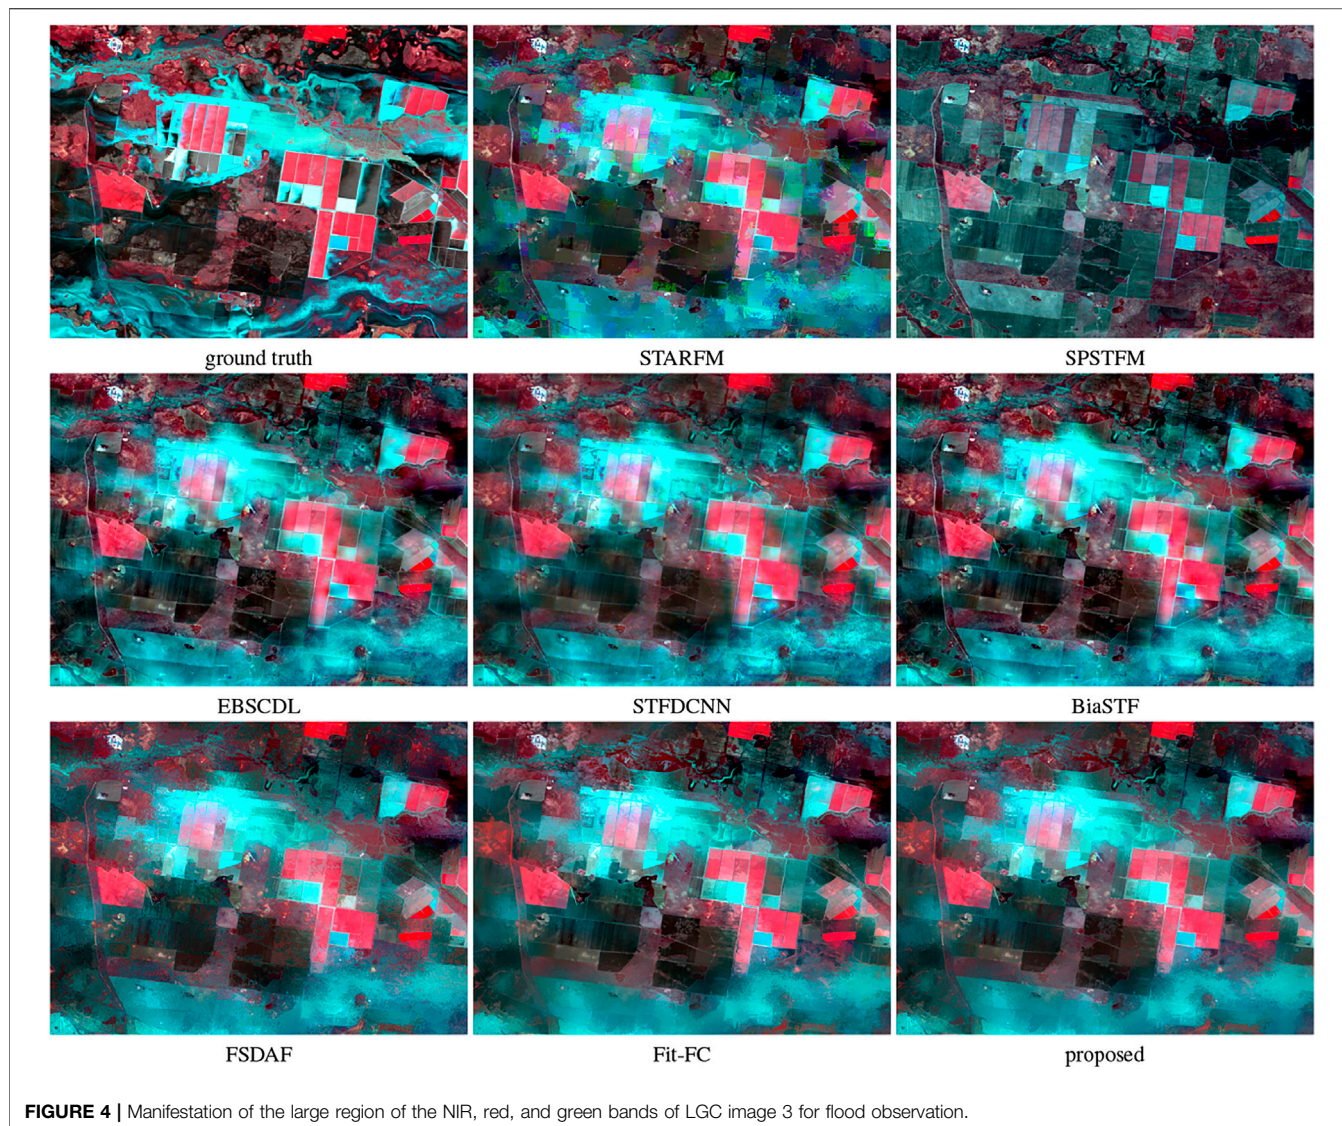 ground truth
STARFM
SPSTFM
EBSCDL
STFDCNN
BiaSTF
FSDAF
Fit-FC
proposed
FIGURE 4 | Manifestation of the large region of the NIR, red, and green bands of LGC image 3 for flood observation.